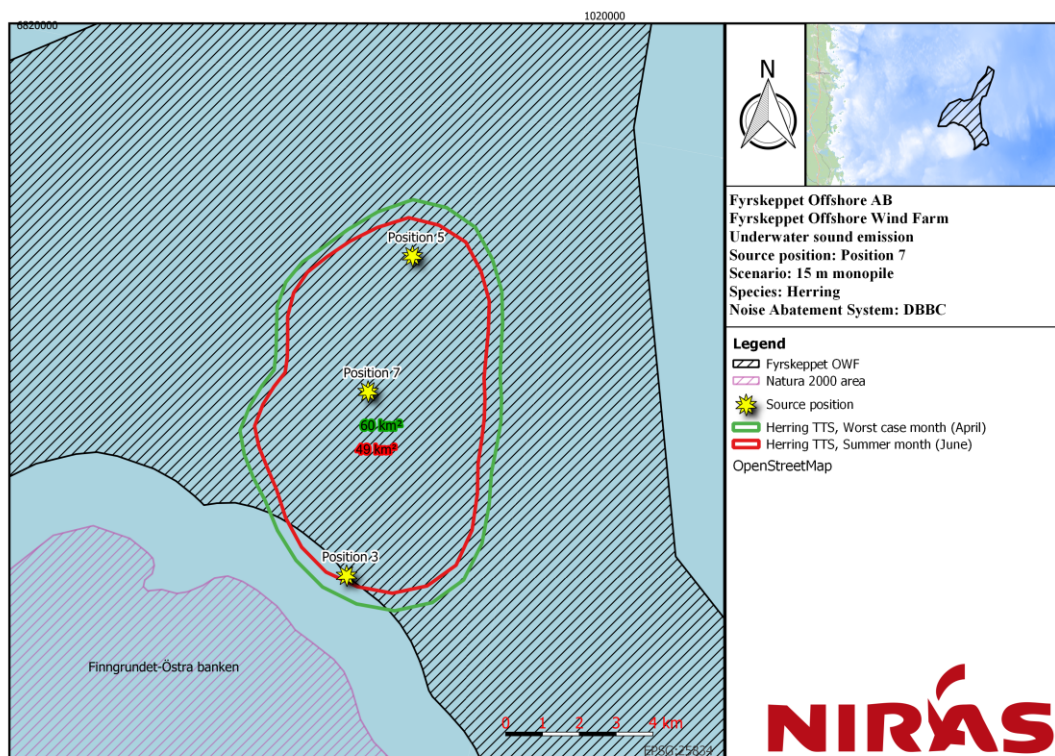 6820000
1020000
Position 5
Position 7
60 km²
49 km²
Position 3
Finngrundet-Östra banken
0 1 2 3 4 km
EPSG:25834
N
Fyrskeppet Offshore AB
Fyrskeppet Offshore Wind Farm
Underwater sound emission
Source position: Position 7
Scenario: 15 m monopile
Species: Herring
Noise Abatement System: DBBC
Legend
Fyrskeppet OWF
Natura 2000 area
Source position
Herring TTS, Worst case month (April)
Herring TTS, Summer month (June)
OpenStreetMap
NIRAS